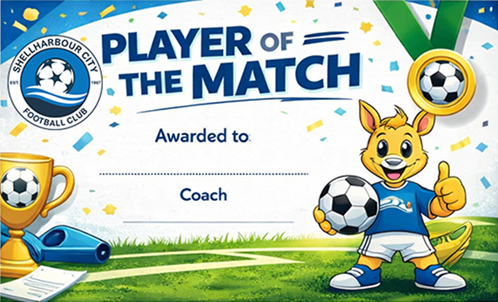 SHELLHARBOUR CITY
FOOTBALL CLUB
PLAYER OF
THE MATCH
Awarded to:
Coach